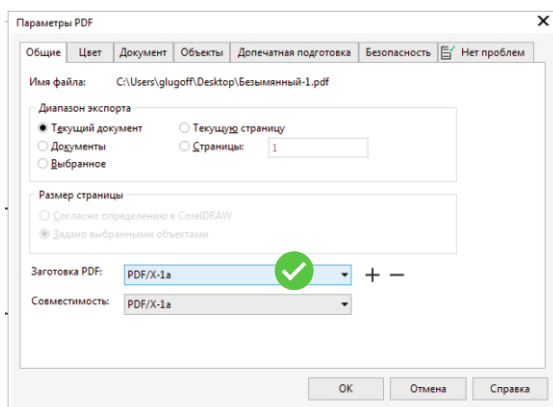 Параметры PDF
Общие Цвет Документ Объекты Допечатная подготовка Безопасность Нет проблем
Имя файла: C:\Users\glugoff\Desktop\Безымянный-1.pdf
Диапазон экспорта
Текущий документ Текущую страницу
Документы Страницы: 1
Выбранное
Размер страницы
Согласно определению в CorelDRAW
Задано выбранными объектами
Заготовка PDF: PDF/X-1a
Совместимость: PDF/X-1a
OK Отмена Справка